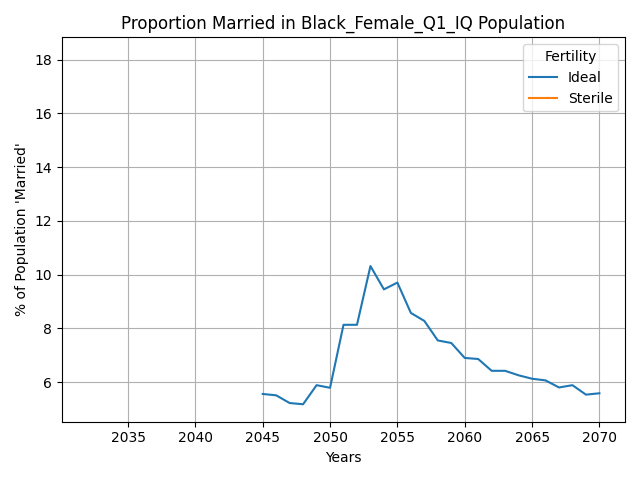 Proportion Married in Black_Female_Q1_IQ Population
% of Population 'Married'
18
16
14
12
10
8
6
Fertility
Ideal
Sterile
2035 2040 2045 2050 2055 2060 2065 2070
Years